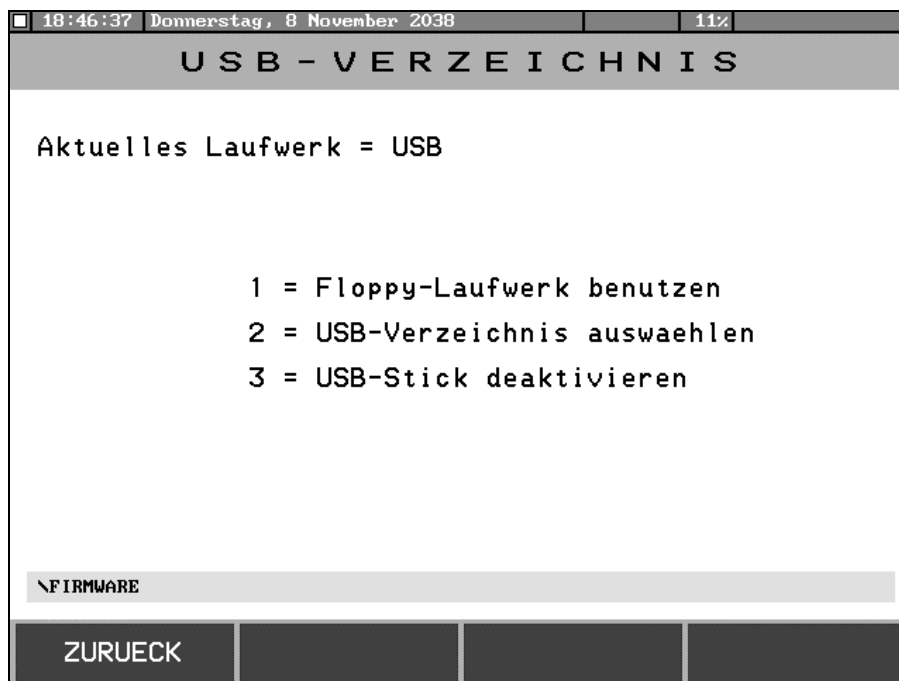 18:46:37 Donnerstag, 8 November 2038 11%
USB-VERZEICHNIS
Aktuelles Laufwerk = USB
1 = Floppy-Laufwerk benutzen
2 = USB-Verzeichnis auswaehlen
3 = USB-Stick deaktivieren
\FIRMWARE
ZURUECK